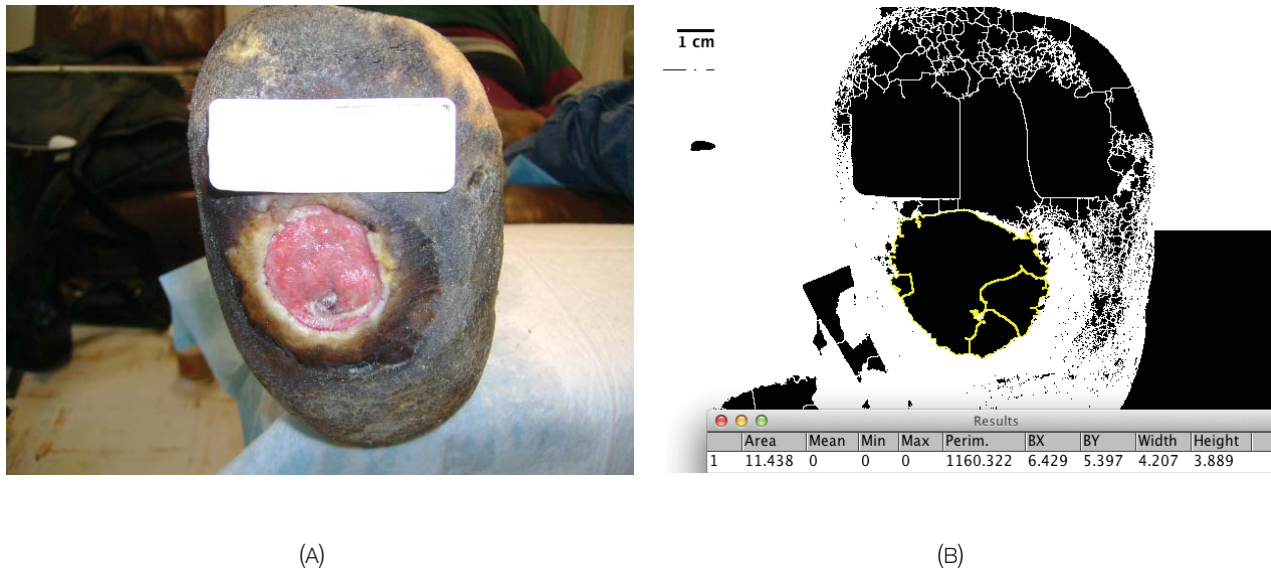 1 cm
Results
Area Mean Min Max Perim. BX BY Width Height
1 11.438 0 0 0 1160.322 6.429 5.397 4.207 3.889
(A) (B)